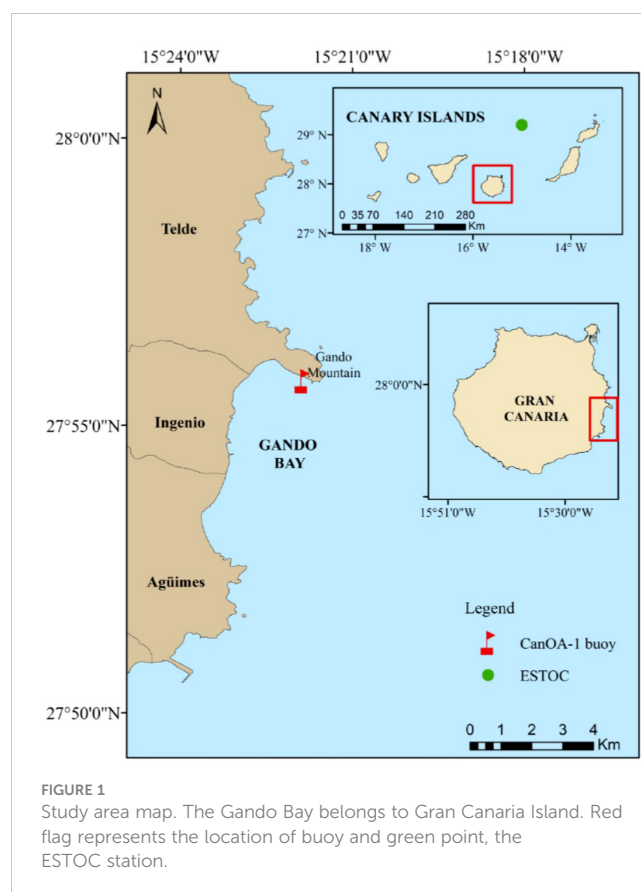 15°24'0"W 15°21'0"W 15°18'0"W
N
28°0'0"N
CANARY ISLANDS
29° N
28° N
27° N
0 35 70 140 210 280
Km
18°W 16°W 14°W
Telde
Gando
Mountain
27°55'0"N
Ingenio
GANDO
BAY
28°0'0"N
GRAN
CANARIA
15°51'0"W 15°30'0"W
Agüimes
Legend
CanOA-1 buoy
ESTOC
27°50'0"N
0 1 2 3 4
Km
FIGURE 1
Study area map. The Gando Bay belongs to Gran Canaria Island. Red
flag represents the location of buoy and green point, the
ESTOC station.